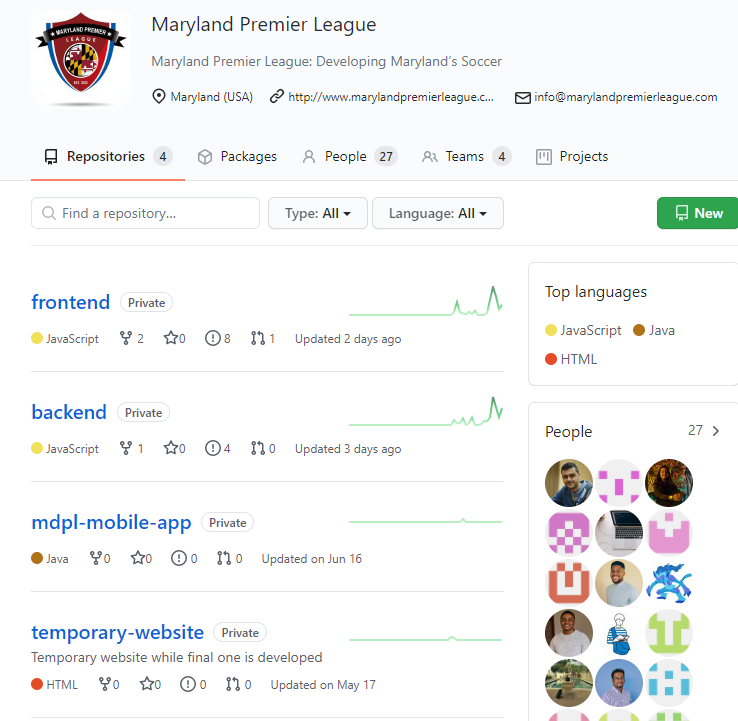 MARYLAND PREMIER
LEAGUE
Maryland Premier League
Maryland Premier League: Developing Maryland's Soccer
Maryland (USA) http://www.marylandpremierleague.c... info@marylandpremierleague.com
Repositories 4 Packages People 27 Teams 4 Projects
Find a repository... Type: All Language: All New
frontend Private
JavaScript 2 0 8 1 Updated 2 days ago
backend Private
JavaScript 1 0 4 0 Updated 3 days ago
mdpl-mobile-app Private
Java 0 0 0 0 Updated on Jun 16
temporary-website Private
Temporary website while final one is developed
HTML 0 0 0 0 Updated on May 17
Top languages
JavaScript Java
HTML
People 27